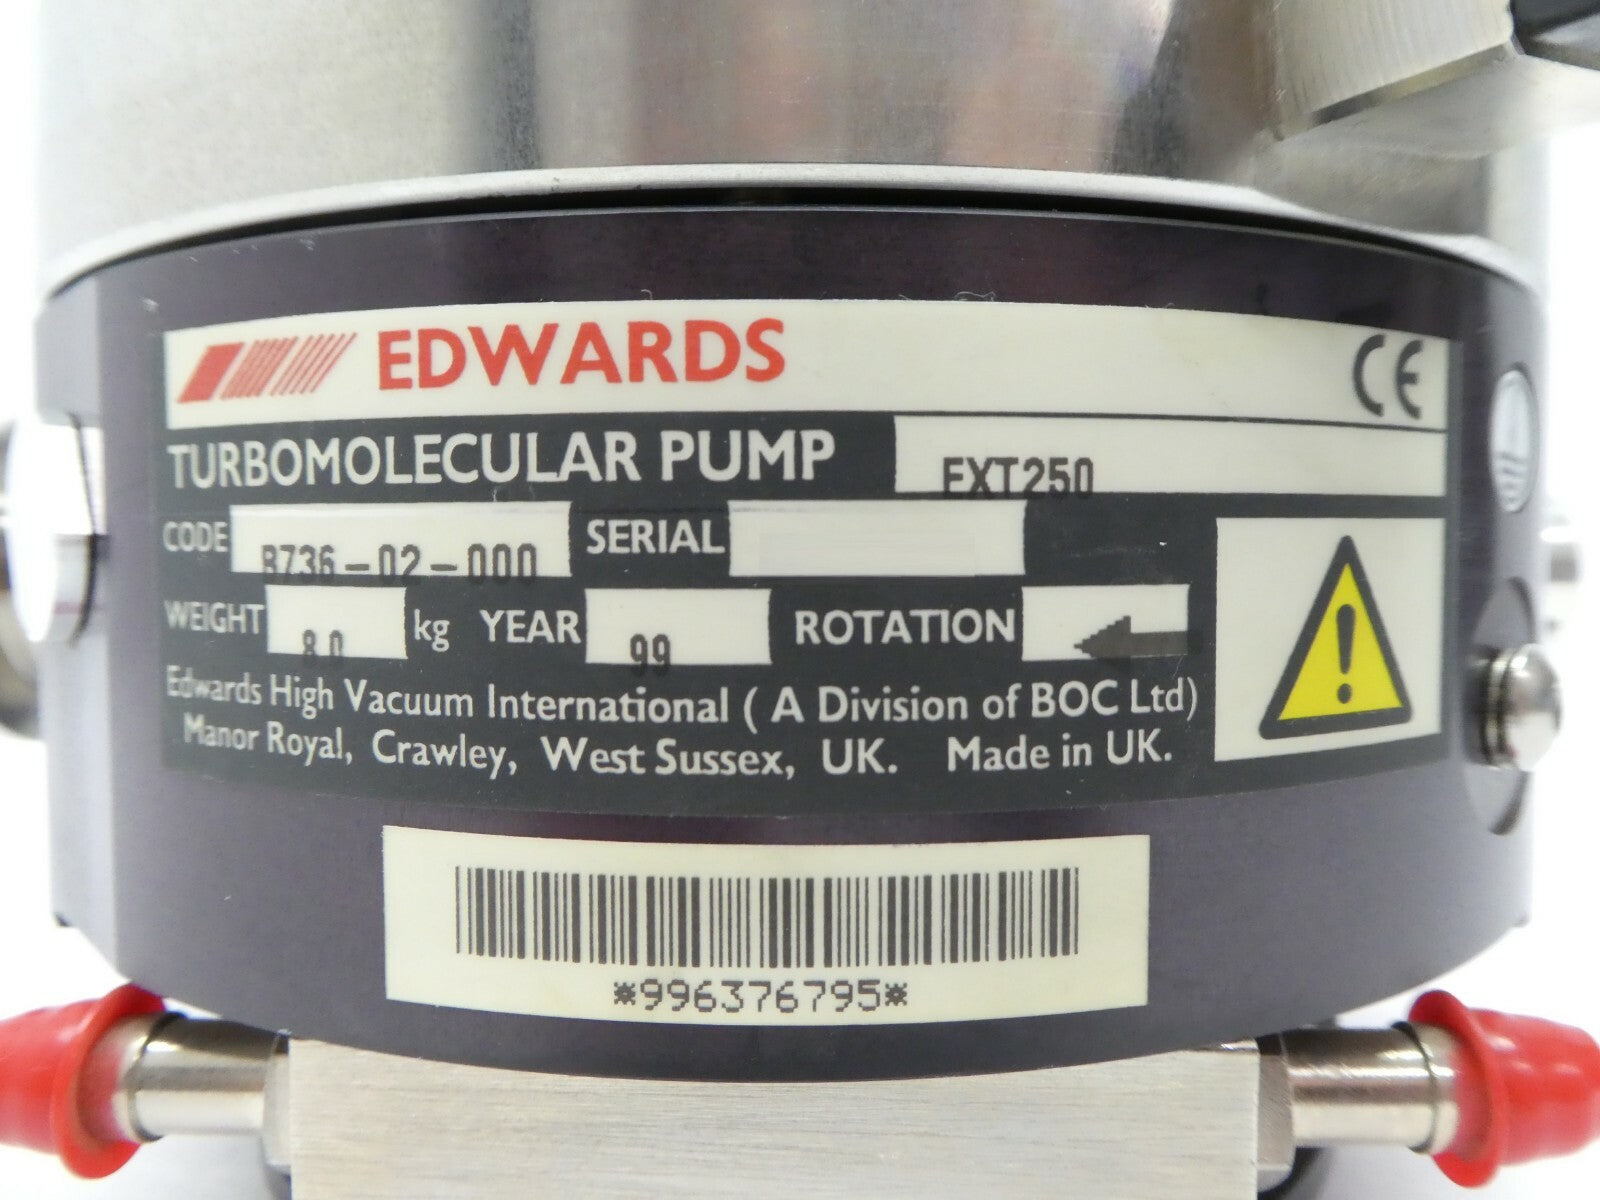 EDWARDS CE
TURBOMOLECULAR PUMP EXT250
CODE B736-02-000 SERIAL
WEIGHT 8.0 kg YEAR 99 ROTATION
Edwards High Vacuum International ( A Division of BOC Ltd)
Manor Royal, Crawley, West Sussex, UK. Made in UK.
*996376795*